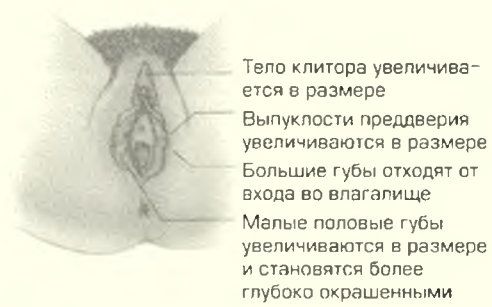 Тело клитора увеличива-
ется в размере
Выпуклости преддверия
увеличиваются в размере
Большие губы отходят от
входа во влагалище
Малые половые губы
увеличиваются в размере
и становятся более
глубоко окрашенными